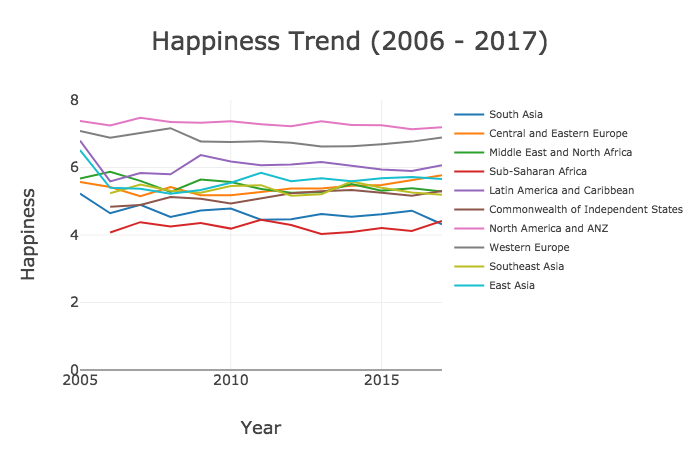 Happiness Trend (2006 - 2017)
8
6
4
2
0
Happiness
2005
2010
2015
Year
South Asia
Central and Eastern Europe
Middle East and North Africa
Sub-Saharan Africa
Latin America and Caribbean
Commonwealth of Independent States
North America and ANZ
Western Europe
Southeast Asia
East Asia